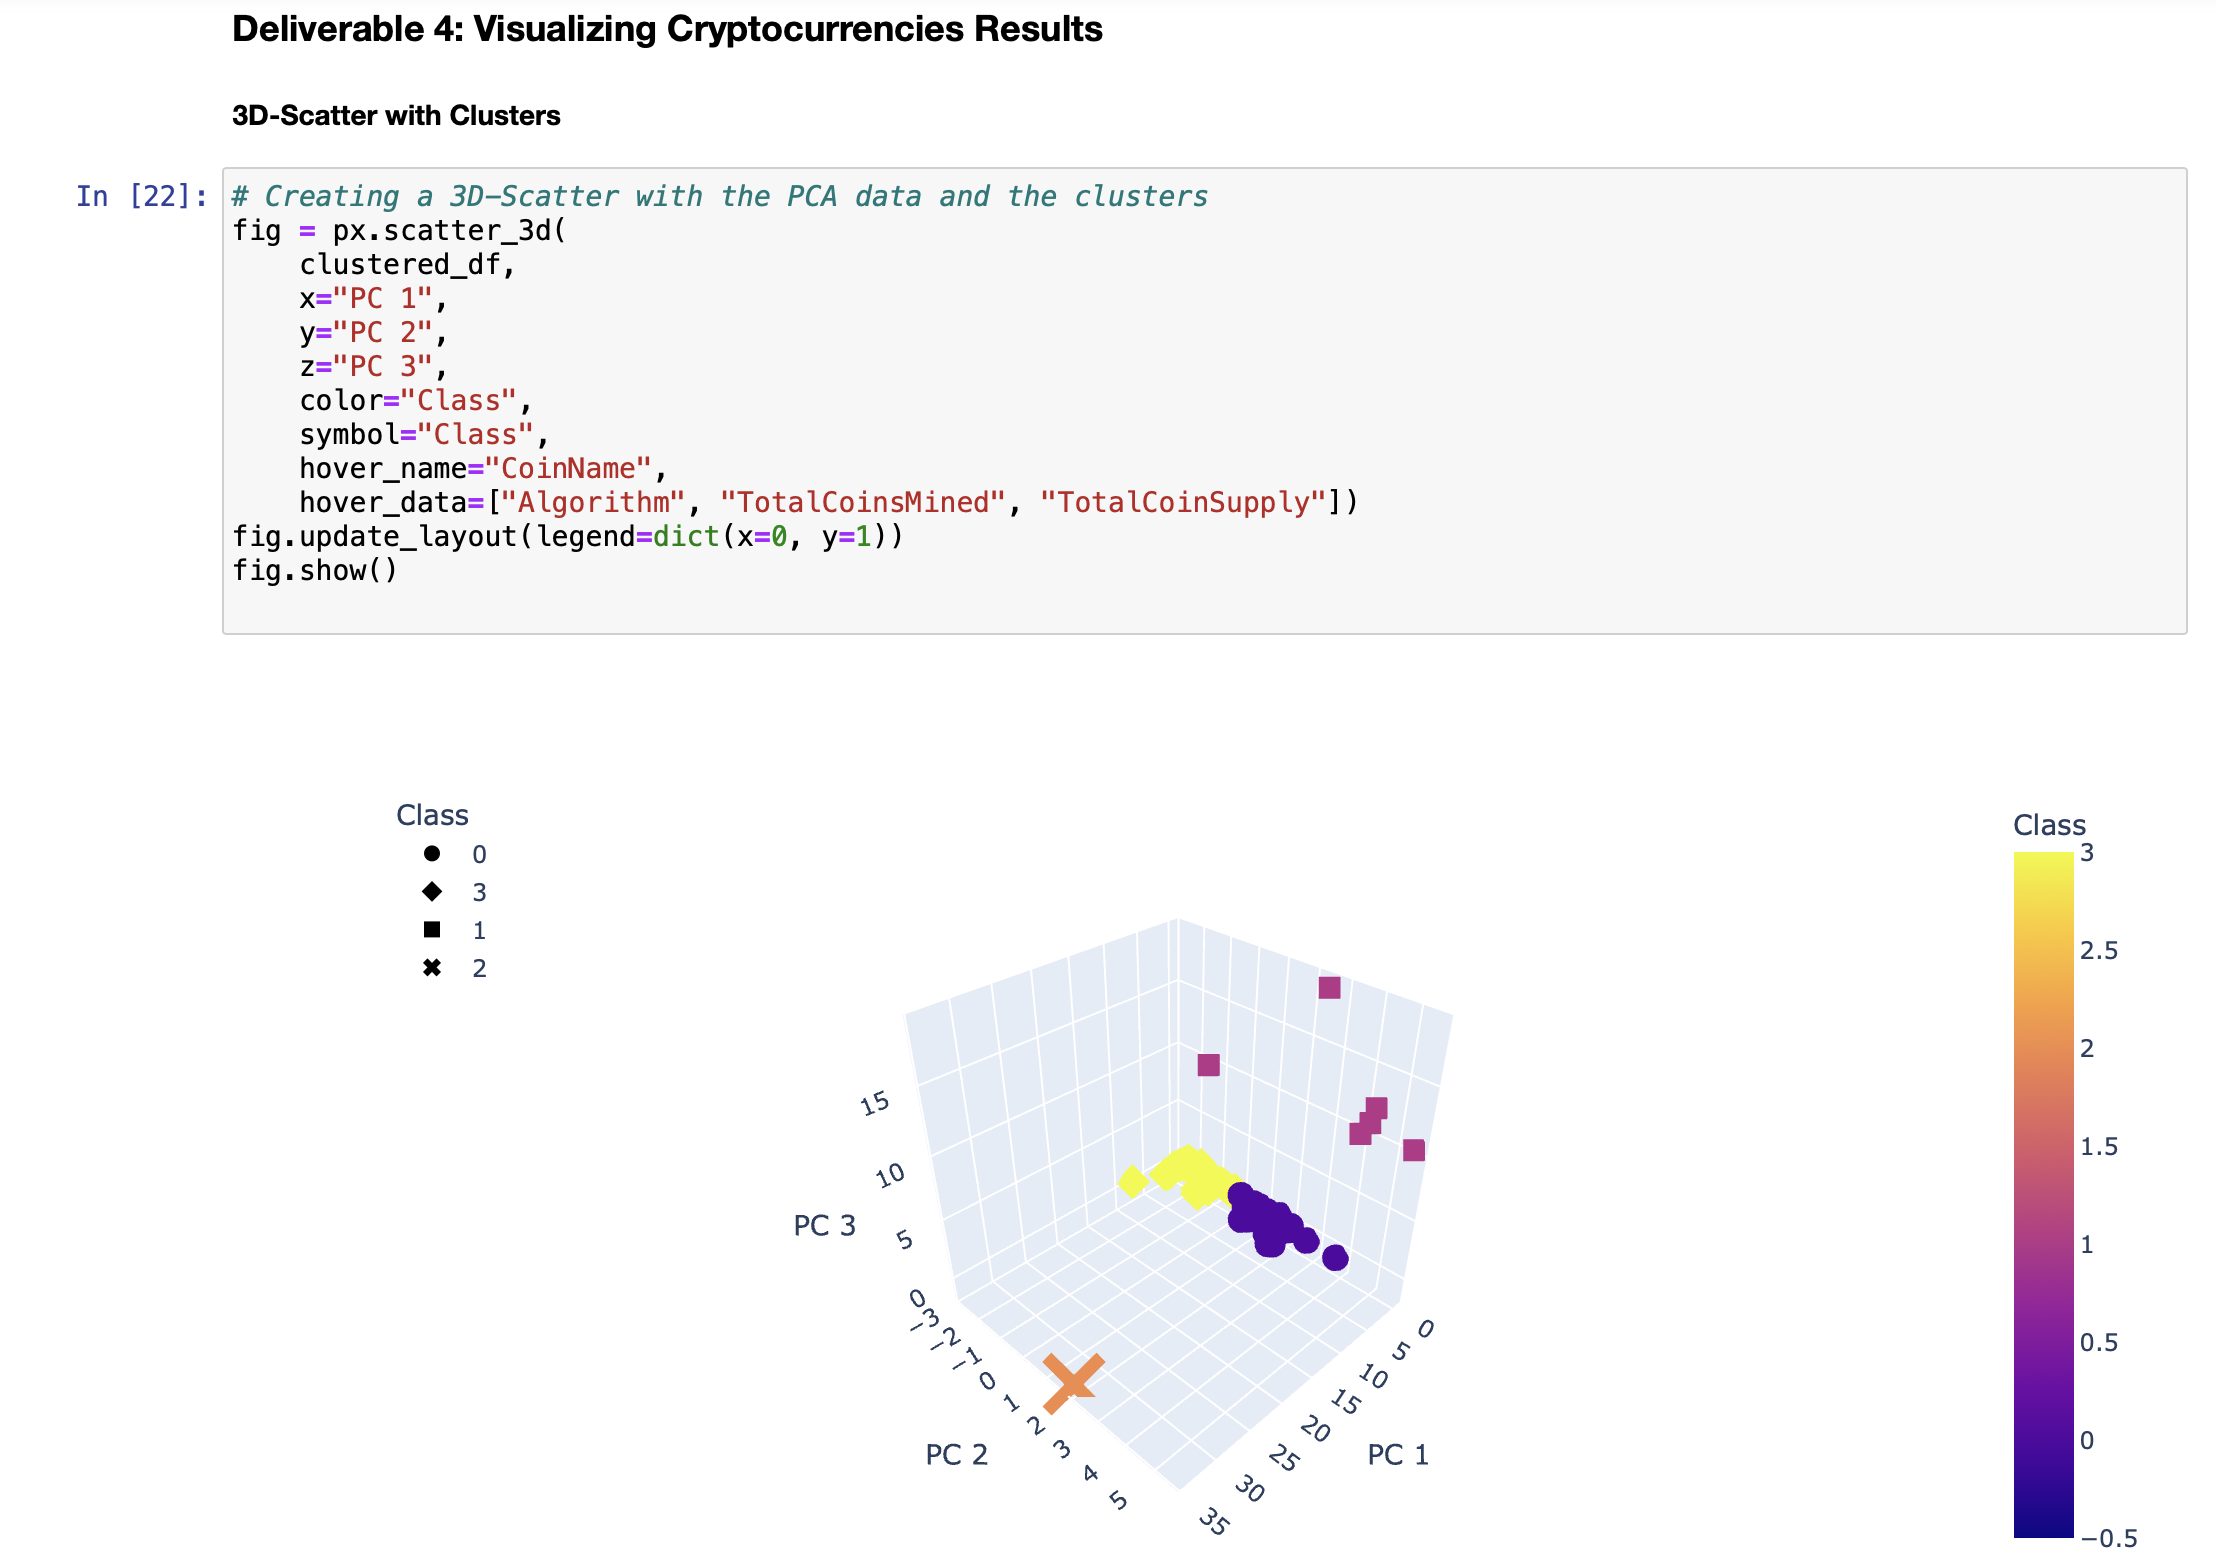 Deliverable 4: Visualizing Cryptocurrencies Results
3D-Scatter with Clusters
In [22]:
# Creating a 3D-Scatter with the PCA data and the clusters
fig = px.scatter_3d(
    clustered_df,
    x="PC 1",
    y="PC 2",
    z="PC 3",
    color="Class",
    symbol="Class",
    hover_name="CoinName",
    hover_data=["Algorithm", "TotalCoinsMined", "TotalCoinSupply"])
fig.update_layout(legend=dict(x=0, y=1))
fig.show()
Class
0
3
1
2
15
10
5
0
PC 3
−3
−2
−1
0
1
2
3
4
5
PC 2
0
5
10
15
20
25
30
35
PC 1
Class
3
2.5
2
1.5
1
0.5
0
−0.5